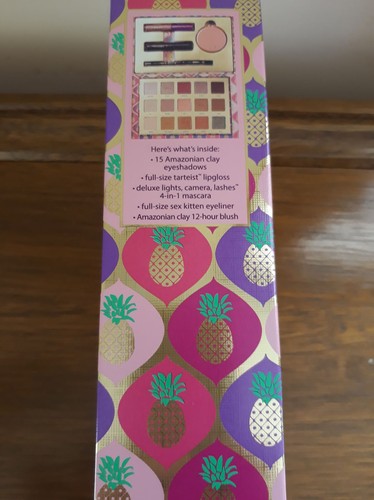 Here's what's inside:
• 15 Amazonian clay
eyeshadows
• full-size tarteist™ lipgloss
• deluxe lights, camera, lashes™
4-in-1 mascara
• full-size sex kitten eyeliner
• Amazonian clay 12-hour blush